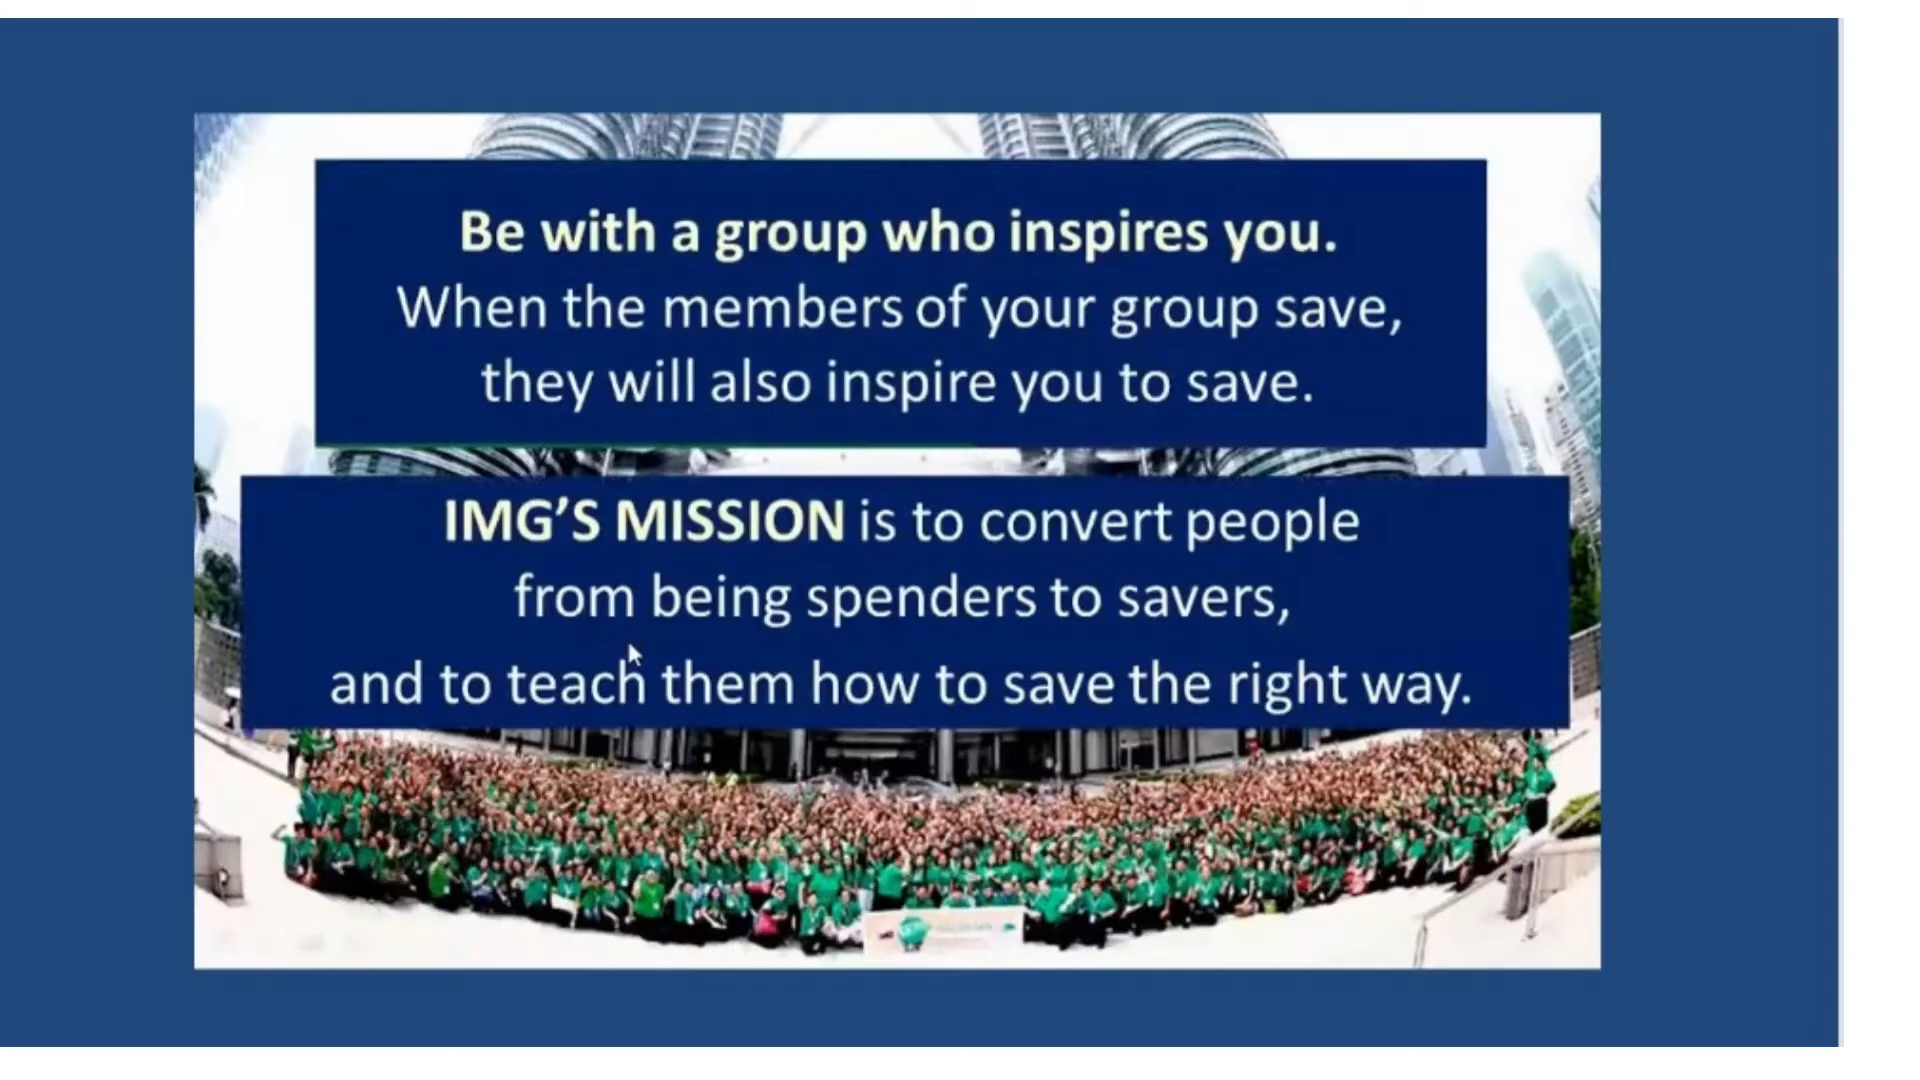 Be with a group who inspires you.
When the members of your group save,
they will also inspire you to save.
IMG'S MISSION is to convert people
from being spenders to savers,
and to teach them how to save the right way.